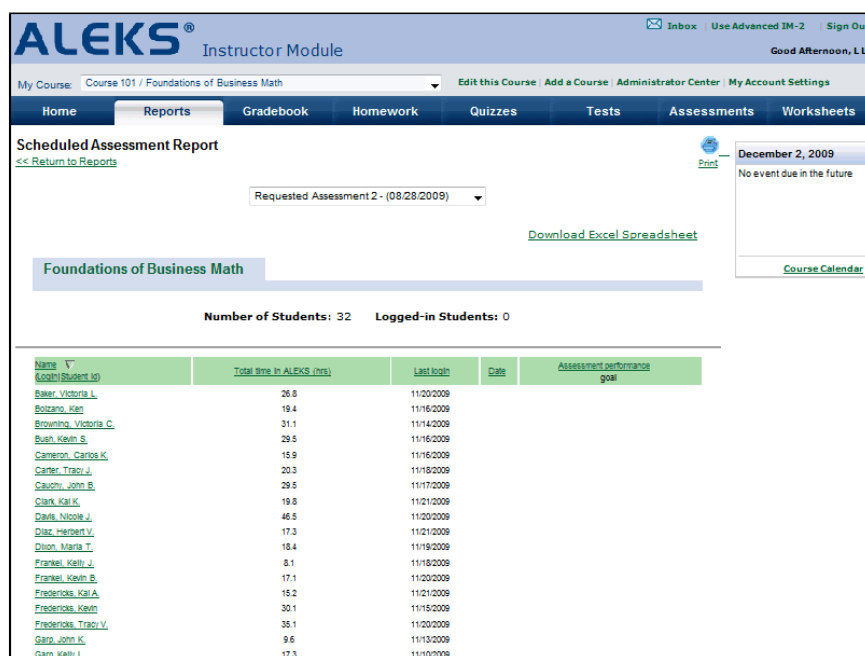 ALEKS® Instructor Module
Inbox | Use Advanced IM-2 | Sign Ou
Good Afternoon, L L
My Course: Course 101 / Foundations of Business Math
Edit this Course | Add a Course | Administrator Center | My Account Settings
Home Reports Gradebook Homework Quizzes Tests Assessments Worksheets
Scheduled Assessment Report
<< Return to Reports
Print
December 2, 2009
No event due in the future
Course Calendar
Requested Assessment 2 - (08/28/2009)
Download Excel Spreadsheet
Foundations of Business Math
Number of Students: 32 Logged-in Students: 0
Name Total time in ALEKS (hrs) Last login Date Assessment performance
(Login|Student Id) goal
Baker, Victoria L. 26.8 11/20/2009
Bolzano, Ken 19.4 11/16/2009
Browning, Victoria C. 31.1 11/14/2009
Bush, Kevin S. 29.5 11/16/2009
Cameron, Carlos K. 15.9 11/16/2009
Carter, Tracy J. 20.3 11/18/2009
Cauchy, John B. 29.5 11/17/2009
Clark, Kal K. 19.8 11/21/2009
Davis, Nicole J. 46.5 11/20/2009
Diaz, Herbert V. 17.3 11/21/2009
Dixon, Maria T. 18.4 11/19/2009
Frankel, Kelly J. 8.1 11/18/2009
Frankel, Kevin B. 17.1 11/20/2009
Fredericks, Kal A. 15.2 11/21/2009
Fredericks, Kevin 30.1 11/15/2009
Fredericks, Tracy V. 35.1 11/20/2009
Garp, John K. 9.6 11/13/2009
Garp, Kelly L. 17.3 11/10/2009